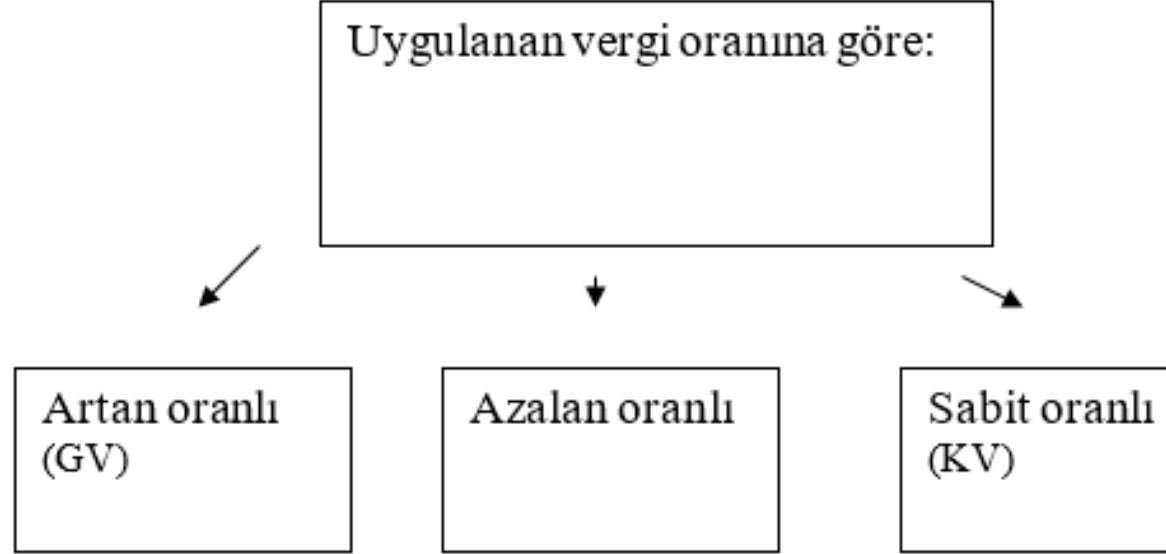 Uygulanan vergi oranına göre:
Artan oranlı
(GV)
Azalan oranlı
Sabit oranlı
(KV)